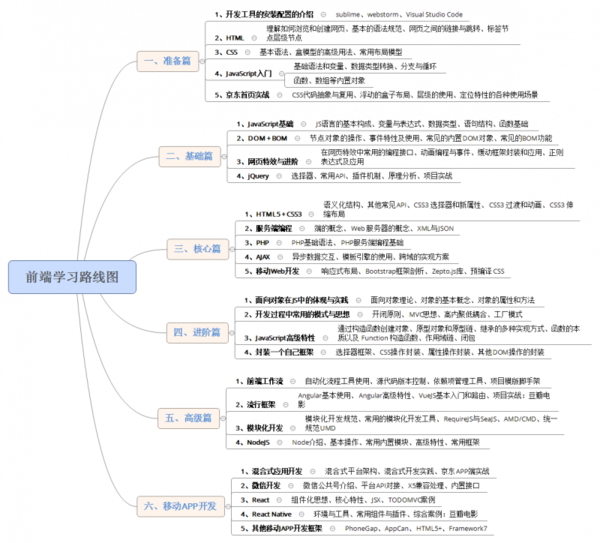 前端学习路线图
一、准备篇
1、开发工具的安装配置的介绍 sublime、webstorm、Visual Studio Code
2、HTML 理解如何浏览和创建网页、基本的语法规范、网页之间的链接与跳转、标签节
点层级节点
3、CSS 基本语法、盒模型的高级用法、常用布局模型
4、JavaScript入门 基础语法和变量、数据类型转换、分支与循环
函数、数组等内置对象
5、京东首页实战 CSS代码抽象与复用、浮动的盒子布局、层级的使用、定位特性的各种使用场景
二、基础篇
1、JavaScript基础 JS语言的基本构成、变量与表达式、数据类型、语句结构、函数基础
2、DOM+BOM 节点对象的操作、事件特性及使用、常见的内置DOM对象、常见的BOM功能
3、网页特效与进阶 在网页特效中常用的编程接口、动画编程与事件、缓动框架封装和应用、正则
表达式及应用
4、jQuery 选择器、常用API、插件机制、原理分析、项目实战
三、核心篇
1、HTML5+CSS3 语义化结构、其他常见API、CSS3 选择器和新属性、CSS3 过渡和动画、CSS3 伸
缩布局
2、服务端编程 端的概念、Web 服务器的概念、XML与JSON
3、PHP PHP基础语法、PHP服务端编程基础
4、AJAX 异步数据交互、模板引擎的使用、跨域的实现方案
5、移动Web开发 响应式布局、Bootstrap框架剖析、Zepto.js库、预编译 CSS
四、进阶篇
1、面向对象在JS中的体现与实践 面向对象理论、对象的基本概念、对象的属性和方法
2、开发过程中常用的模式与思想 开闭原则、MVC思想、高内聚低耦合、工厂模式
3、JavaScript高级特性 通过构造函数创建对象、原型对象和原型链、继承的多种实现方式、函数的本
质以及 Function 构造函数、作用域链、闭包
4、封装一个自己框架 选择器框架、CSS操作封装、属性操作封装、其他DOM操作的封装
五、高级篇
1、前端工作流 自动化流程工具使用、源代码版本控制、依赖项管理工具、项目模版脚手架
2、流行框架 Angular基本使用、Angular高级特性、VueJS基本入门和路由、项目实战：豆瓣电
影
3、模块化开发 模块化开发规范、常用的模块化开发工具、RequireJS与SeaJS、AMD/CMD、统一
规范UMD
4、NodeJS Node介绍、基本操作、常用内置模块、高级特性、常用框架
六、移动APP开发
1、混合式应用开发 混合式平台架构、混合式开发实践、京东APP端实战
2、微信开发 微信公共号介绍、平台API对接、X5兼容处理、内置接口
3、React 组件化思想、核心特性、JSX、TODOMVC案例
4、React Native 环境与工具、常用组件与插件、综合案例：豆瓣电影
5、其他移动APP开发框架 PhoneGap、AppCan、HTML5+、Framework7